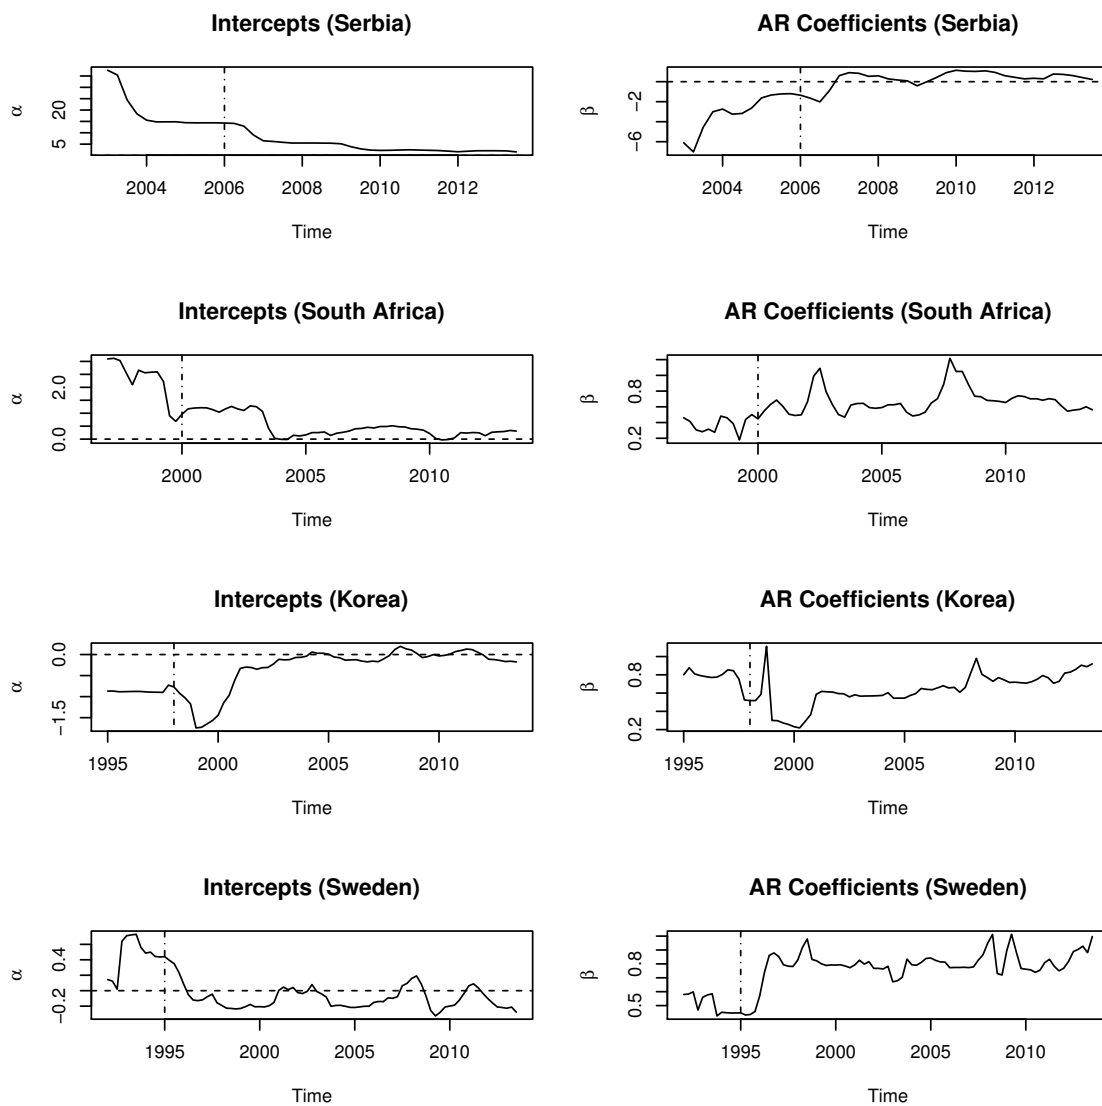 Intercepts (Serbia)
α
20
5
2004 2006 2008 2010 2012
Time
AR Coefficients (Serbia)
β
−2
−6
2004 2006 2008 2010 2012
Time
Intercepts (South Africa)
α
2.0
0.0
2000 2005 2010
Time
AR Coefficients (South Africa)
β
0.8
0.2
2000 2005 2010
Time
Intercepts (Korea)
α
0.0
−1.5
1995 2000 2005 2010
Time
AR Coefficients (Korea)
β
0.8
0.2
1995 2000 2005 2010
Time
Intercepts (Sweden)
α
0.4
−0.2
1995 2000 2005 2010
Time
AR Coefficients (Sweden)
β
0.8
0.5
1995 2000 2005 2010
Time